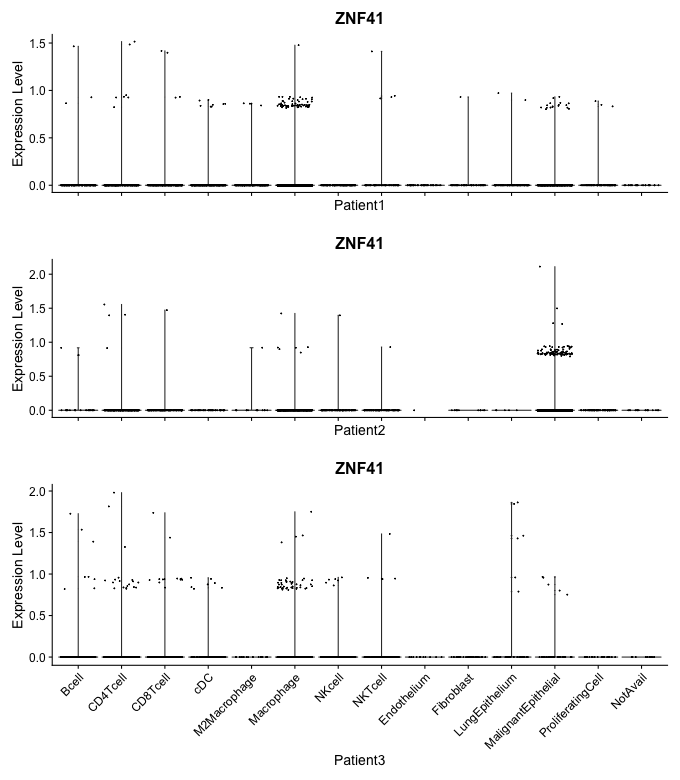 ZNF41
Expression Level
1.5
1.0
0.5
0.0
Patient1
ZNF41
Expression Level
2.0
1.5
1.0
0.5
0.0
Patient2
ZNF41
Expression Level
2.0
1.5
1.0
0.5
0.0
Bcell
CD4Tcell
CD8Tcell
cDC
M2Macrophage
Macrophage
NKcell
NKTcell
Endothelium
Fibroblast
LungEpithelium
MalignantEpithelial
ProliferatingCell
NotAvail
Patient3